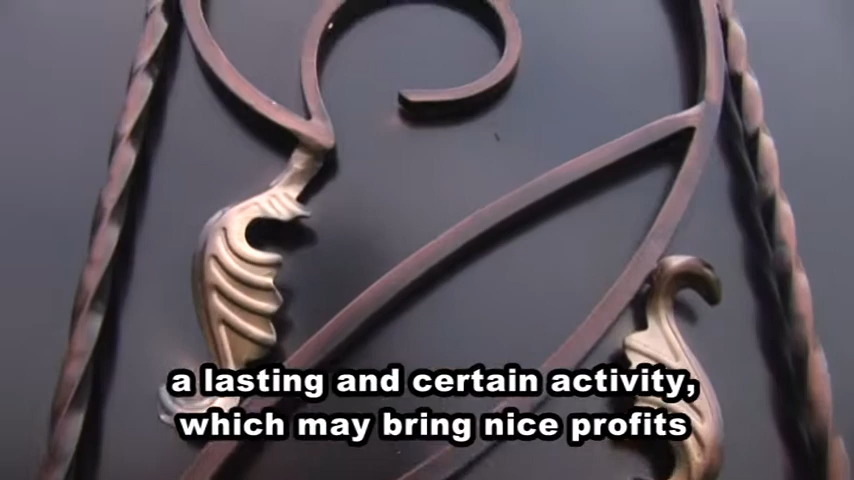 a lasting and certain activity,
which may bring nice profits